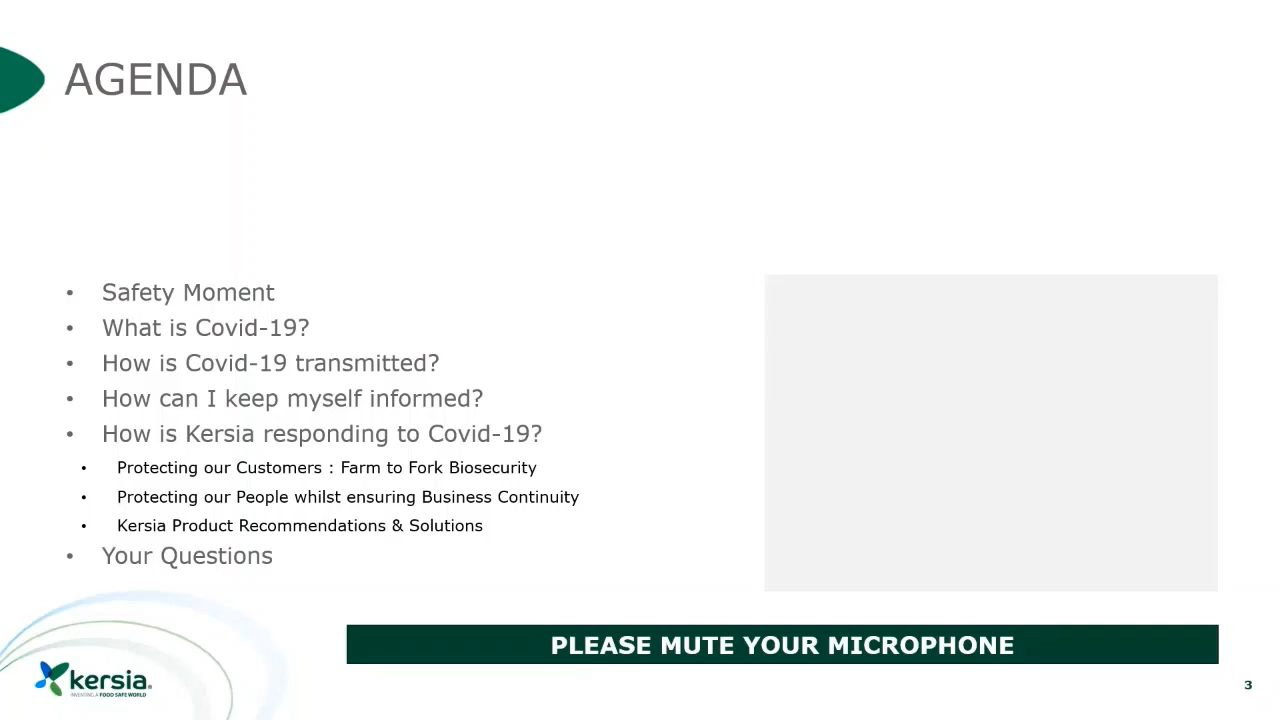 AGENDA
• Safety Moment
• What is Covid-19?
• How is Covid-19 transmitted?
• How can I keep myself informed?
• How is Kersia responding to Covid-19?
• Protecting our Customers : Farm to Fork Biosecurity
• Protecting our People whilst ensuring Business Continuity
• Kersia Product Recommendations & Solutions
• Your Questions
PLEASE MUTE YOUR MICROPHONE
kersia®
INVENTING A FOOD SAFE WORLD
3